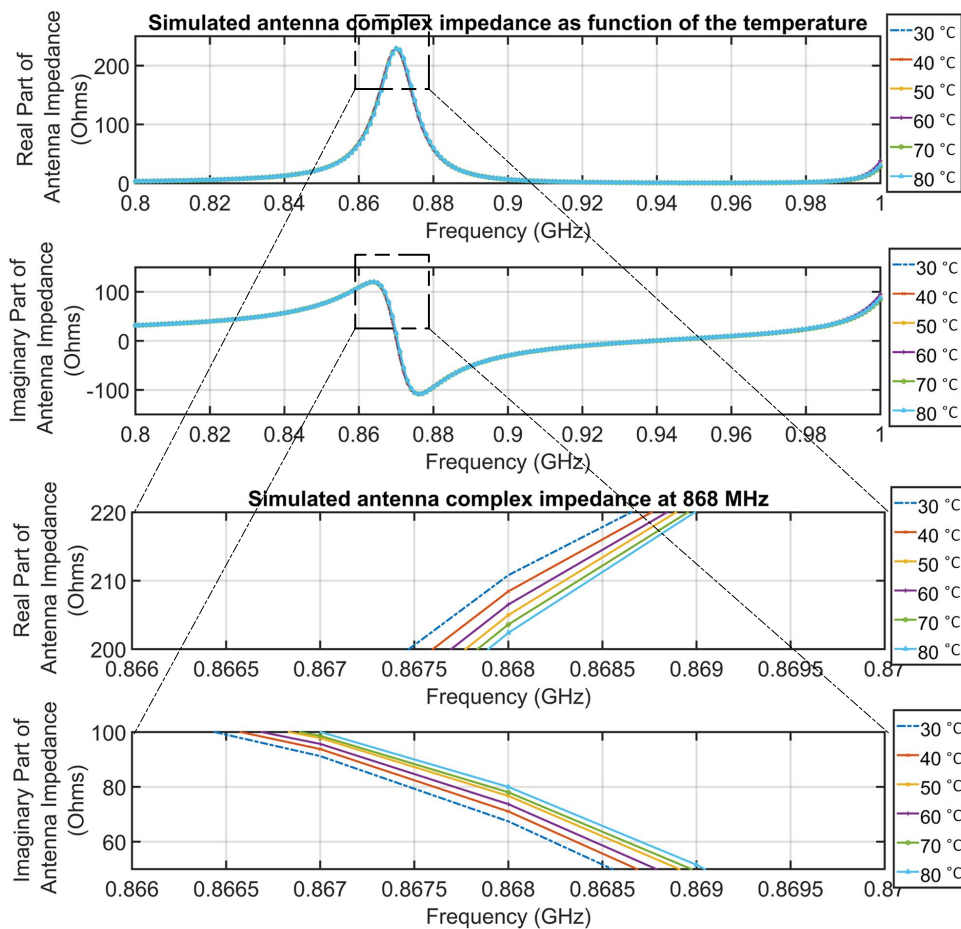 Simulated antenna complex impedance as function of the temperature
Real Part of
Antenna Impedance
(Ohms)
200
100
0
0.8 0.82 0.84 0.86 0.88 0.9 0.92 0.94 0.96 0.98 1
Frequency (GHz)
30 °C
40 °C
50 °C
60 °C
70 °C
80 °C
Imaginary Part of
Antenna Impedance
(Ohms)
100
0
-100
0.8 0.82 0.84 0.86 0.88 0.9 0.92 0.94 0.96 0.98 1
Frequency (GHz)
30 °C
40 °C
50 °C
60 °C
70 °C
80 °C
Simulated antenna complex impedance at 868 MHz
Real Part of
Antenna Impedance
(Ohms)
220
210
200
0.866 0.8665 0.867 0.8675 0.868 0.8685 0.869 0.8695 0.87
Frequency (GHz)
30 °C
40 °C
50 °C
60 °C
70 °C
80 °C
Imaginary Part of
Antenna Impedance
(Ohms)
100
80
60
0.866 0.8665 0.867 0.8675 0.868 0.8685 0.869 0.8695 0.87
Frequency (GHz)
30 °C
40 °C
50 °C
60 °C
70 °C
80 °C